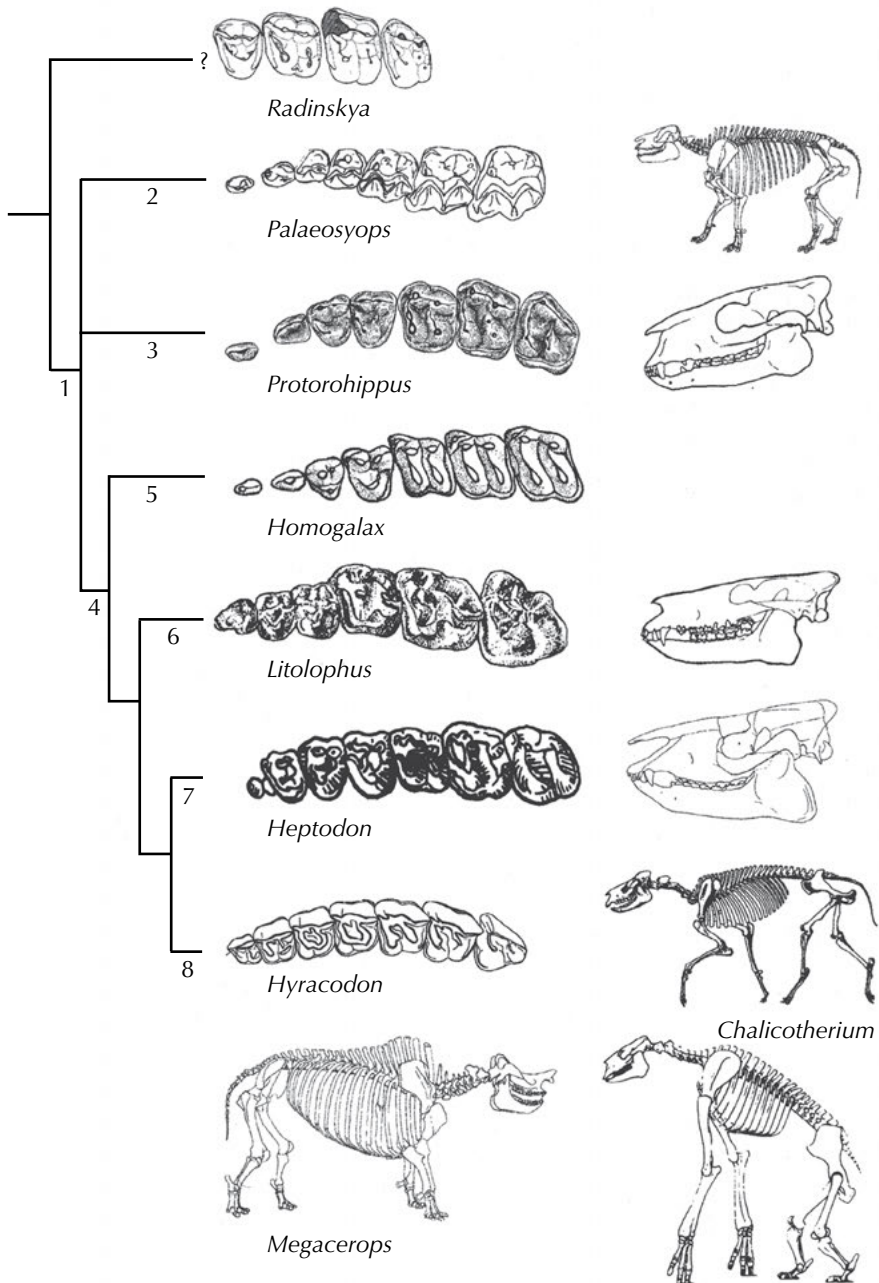 ?
Radinskya
2
Palaeosyops
3
Protorohippus
1
5
Homogalax
4
6
Litolophus
7
Heptodon
8
Hyracodon
Chalicotherium
Megacerops